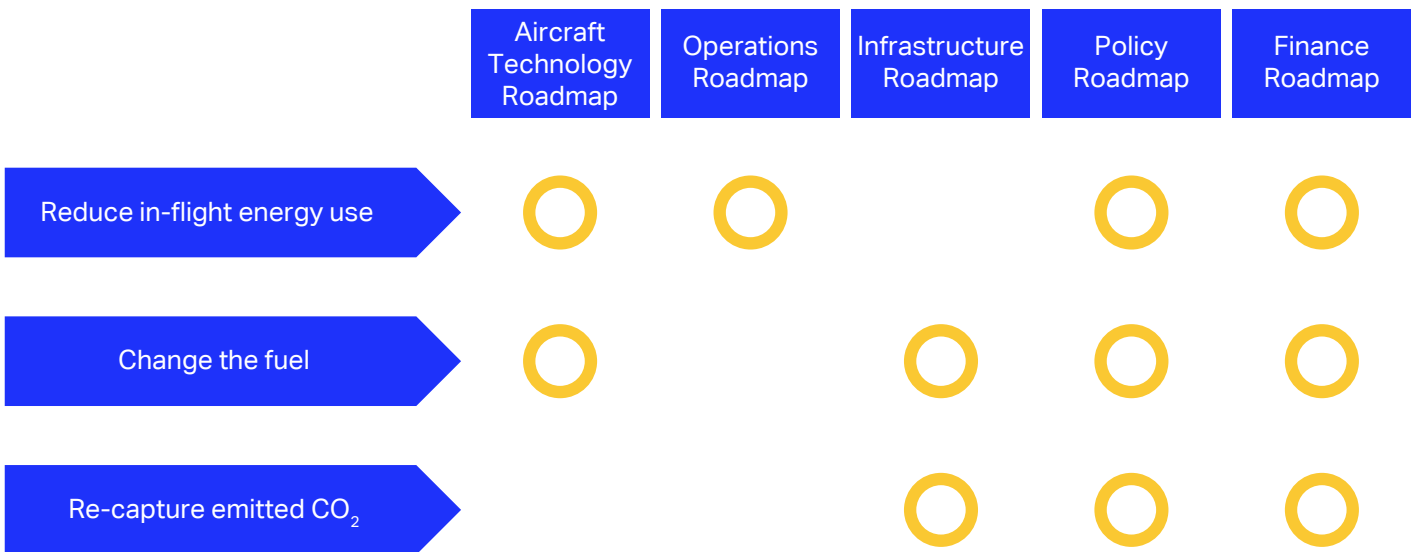 Aircraft
Technology
Roadmap
Operations
Roadmap
Infrastructure
Roadmap
Policy
Roadmap
Finance
Roadmap
Reduce in-flight energy use
Change the fuel
Re-capture emitted CO₂